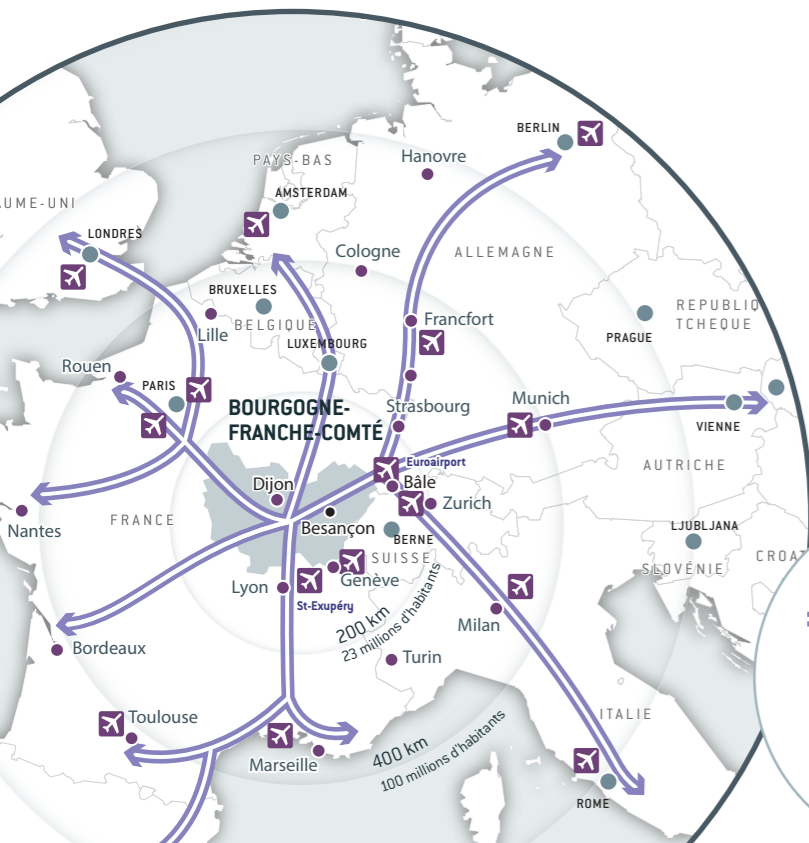 BERLIN
Hanovre
PAYS-BAS
AMSTERDAM
AUME-UNI
LONDRES
Cologne
ALLEMAGNE
BRUXELLES
REPUBLIQ
TCHEQUE
Lille
BELGIQUE
Francfort
LUXEMBOURG
PRAGUE
Rouen
PARIS
Strasbourg
Munich
BOURGOGNE-
FRANCHE-COMTÉ
VIENNE
Euroairport
AUTRICHE
Dijon
Bâle
Zurich
Nantes
FRANCE
Besançon
BERNE
LJUBLJANA
SUISSE
CROAT
SLOVÉNIE
Lyon
Genève
St-Exupéry
200 km
23 millions d'habitants
Milan
Bordeaux
Turin
Toulouse
ITALIE
Marseille
400 km
100 millions d'habitants
ROME